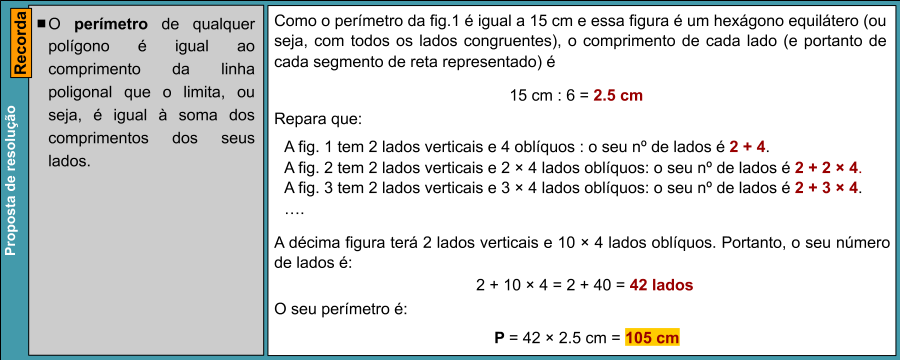 Proposta de resolução
Recorda
■O perímetro de qualquer
polígono é igual ao
comprimento da linha
poligonal que o limita, ou
seja, é igual à soma dos
comprimentos dos seus
lados.
Como o perímetro da fig.1 é igual a 15 cm e essa figura é um hexágono equilátero (ou
seja, com todos os lados congruentes), o comprimento de cada lado (e portanto de
cada segmento de reta representado) é
15 cm : 6 = 2.5 cm
Repara que:
A fig. 1 tem 2 lados verticais e 4 oblíquos : o seu nº de lados é 2 + 4.
A fig. 2 tem 2 lados verticais e 2 × 4 lados oblíquos: o seu nº de lados é 2 + 2 × 4.
A fig. 3 tem 2 lados verticais e 3 × 4 lados oblíquos: o seu nº de lados é 2 + 3 × 4.
….
A décima figura terá 2 lados verticais e 10 × 4 lados oblíquos. Portanto, o seu número
de lados é:
2 + 10 × 4 = 2 + 40 = 42 lados
O seu perímetro é:
P = 42 × 2.5 cm = 105 cm